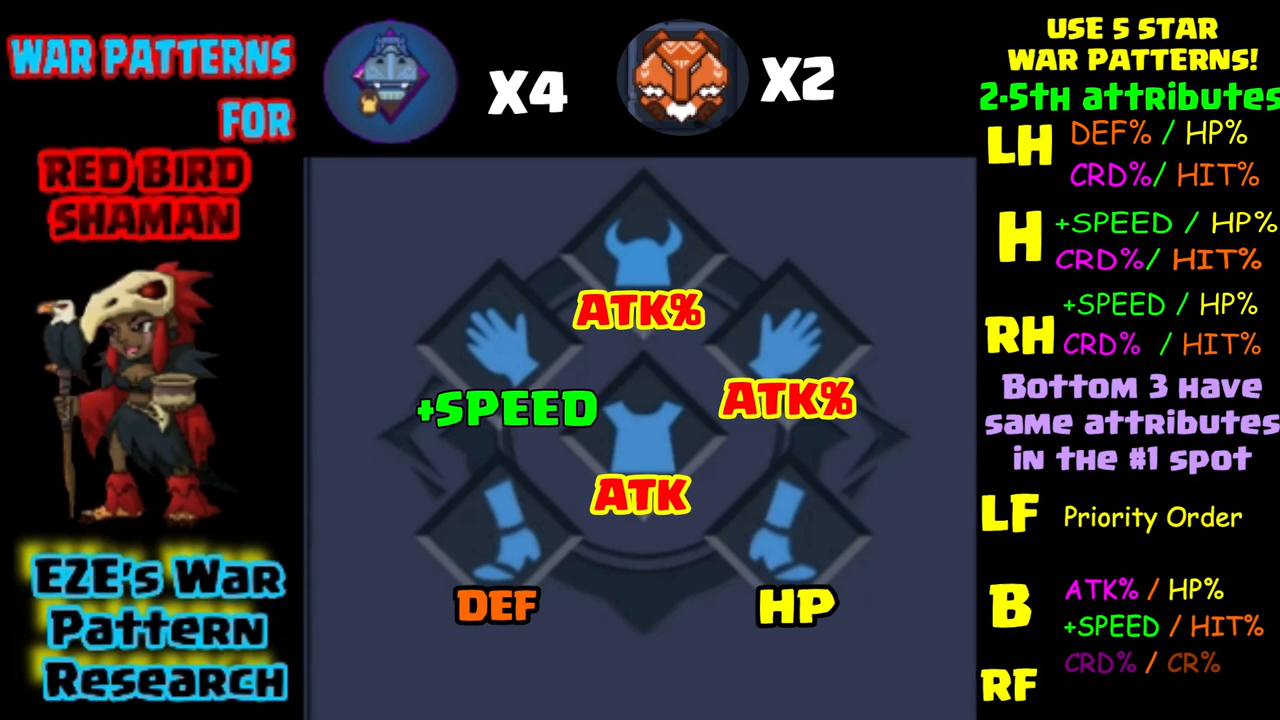 WAR PATTERNS
FOR
RED BIRD
SHAMAN
EZE's War
Pattern
Research
X4
X2
ATK%
+SPEED
ATK%
ATK
DEF
HP
USE 5 STAR
WAR PATTERNS!
2-5th attributes
LH DEF% / HP%
CRD%/ HIT%
H +SPEED / HP%
CRD%/ HIT%
RH +SPEED / HP%
CRD% / HIT%
Bottom 3 have
same attributes
in the #1 spot
LF Priority Order
B ATK% / HP%
+SPEED / HIT%
RF CRD% / CR%